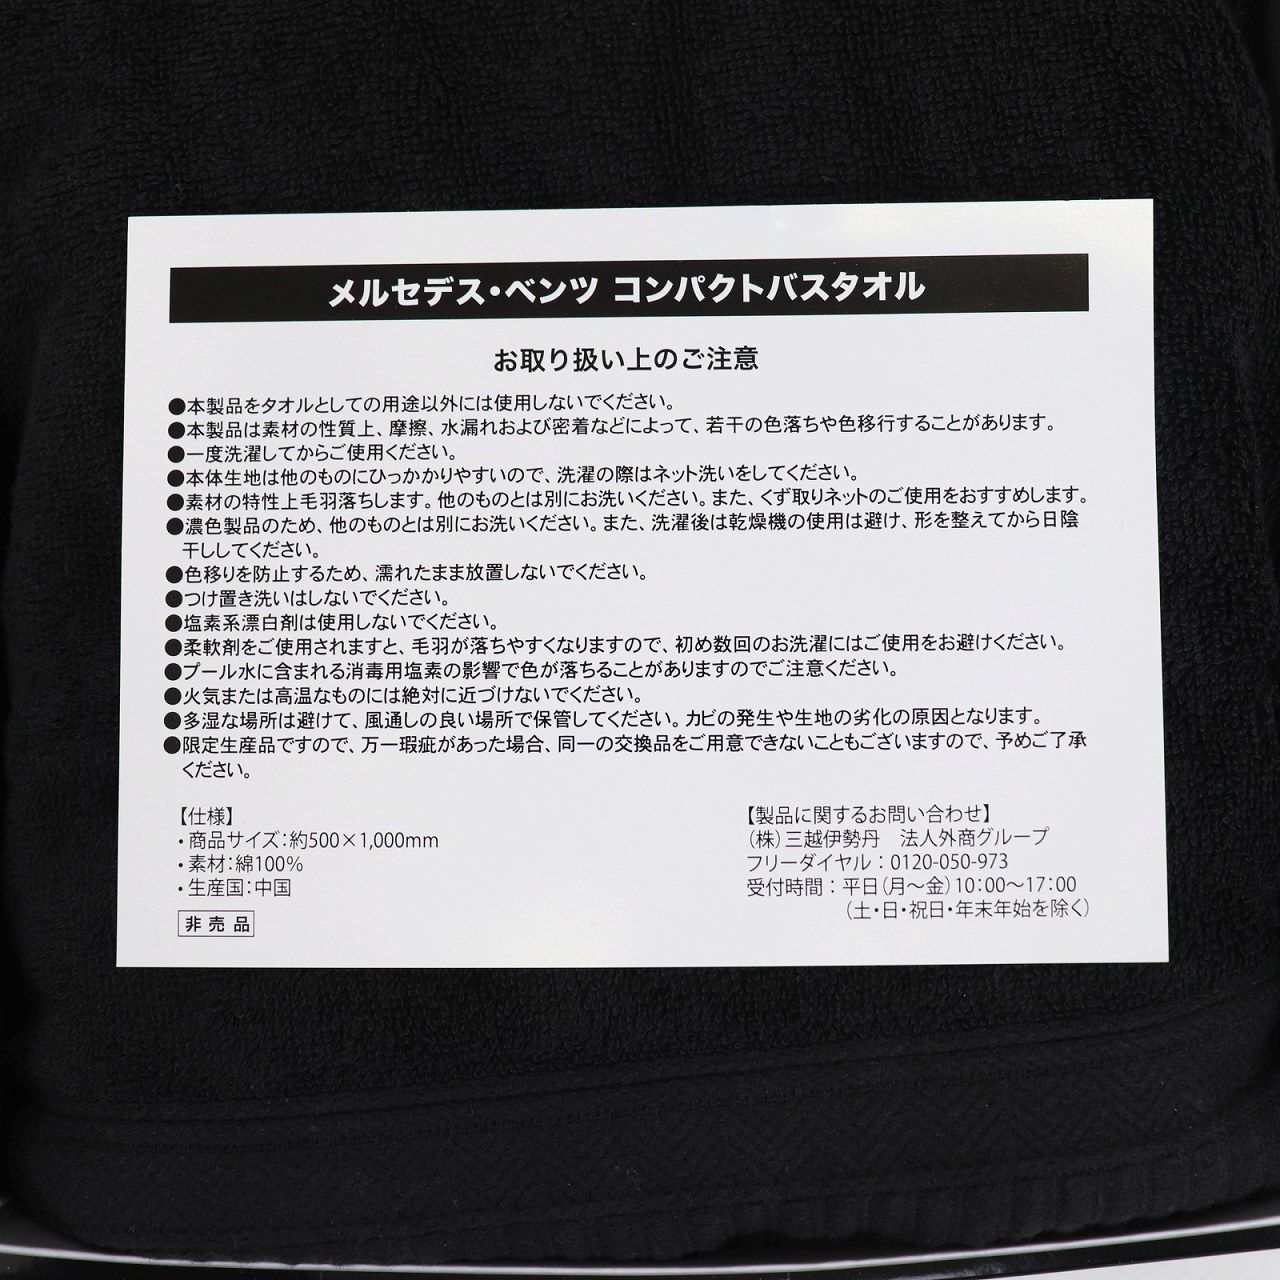 メルセデス・ベンツ コンパクトバスタオル
お取り扱い上のご注意
●本製品をタオルとしての用途以外には使用しないでください。
●本製品は素材の性質上、摩擦、水漏れおよび密着などによって、若干の色落ちや色移行することがあります。
●一度洗濯してからご使用ください。
●本体生地は他のものにひっかかりやすいので、洗濯の際はネット洗いをしてください。
●素材の特性上毛羽落ちします。他のものとは別にお洗いください。また、くず取りネットのご使用をおすすめします。
●濃色製品のため、他のものとは別にお洗いください。また、洗濯後は乾燥機の使用は避け、形を整えてから日陰
干ししてください。
●色移りを防止するため、濡れたまま放置しないでください。
●つけ置き洗いはしないでください。
●塩素系漂白剤は使用しないでください。
●柔軟剤をご使用されますと、毛羽が落ちやすくなりますので、初め数回のお洗濯にはご使用をお避けください。
●プール水に含まれる消毒用塩素の影響で色が落ちることがありますのでご注意ください。
●火気または高温なものには絶対に近づけないでください。
●多湿な場所は避けて、風通しの良い場所で保管してください。カビの発生や生地の劣化の原因となります。
●限定生産品ですので、万一瑕疵があった場合、同一の交換品をご用意できないこともございますので、予めご了承
ください。
【仕様】
・商品サイズ：約500×1,000mm
・素材：綿100%
・生産国：中国
非売品
【製品に関するお問い合わせ】
（株）三越伊勢丹　法人外商グループ
フリーダイヤル：0120-050-973
受付時間：平日（月〜金）10：00〜17：00
（土・日・祝日・年末年始を除く）